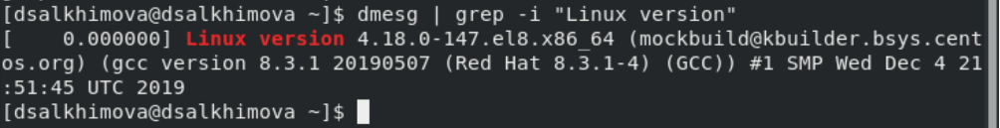 [dsalkhimova@dsalkhimova ~]$ dmesg | grep -i "Linux version"
[    0.000000] Linux version 4.18.0-147.el8.x86_64 (mockbuild@kbuilder.bsys.cent
os.org) (gcc version 8.3.1 20190507 (Red Hat 8.3.1-4) (GCC)) #1 SMP Wed Dec 4 21
:51:45 UTC 2019
[dsalkhimova@dsalkhimova ~]$